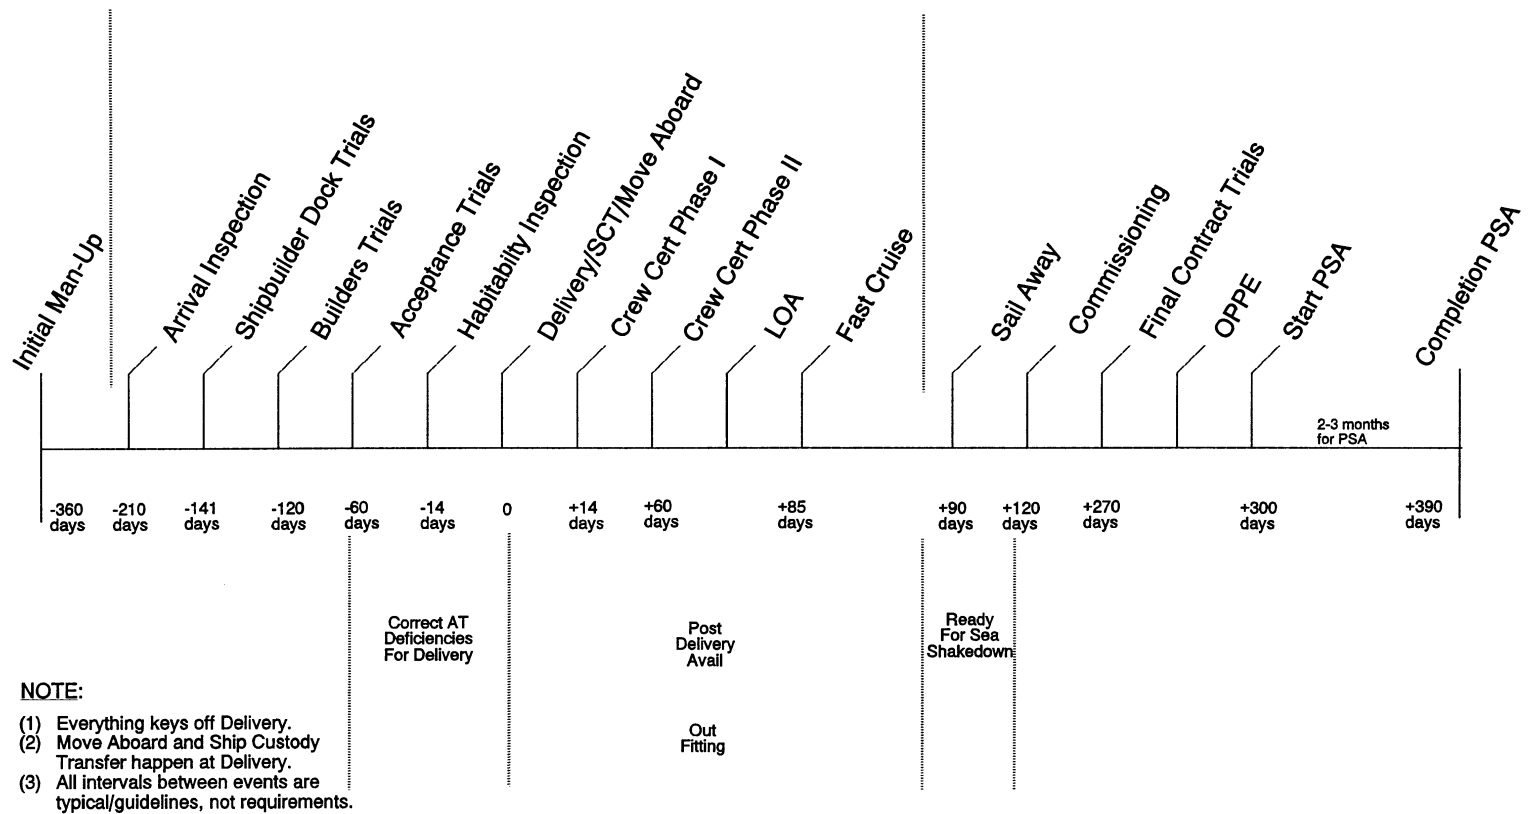 Initial Man-Up
Arrival Inspection
Shipbuilder Dock Trials
Builders Trials
Acceptance Trials
Habitabilty Inspection
Delivery/SCT/Move Aboard
Crew Cert Phase I
Crew Cert Phase II
LOA
Fast Cruise
Sail Away
Commissioning
Final Contract Trials
OPPE
Start PSA
Completion PSA
2-3 months
for PSA
-360
days
-210
days
-141
days
-120
days
-60
days
-14
days
0
+14
days
+60
days
+85
days
+90
days
+120
days
+270
days
+300
days
+390
days
Correct AT
Deficiencies
For Delivery
Post
Delivery
Avail
Out
Fitting
Ready
For Sea
Shakedown
NOTE:
(1) Everything keys off Delivery.
(2) Move Aboard and Ship Custody
Transfer happen at Delivery.
(3) All intervals between events are
typical/guidelines, not requirements.